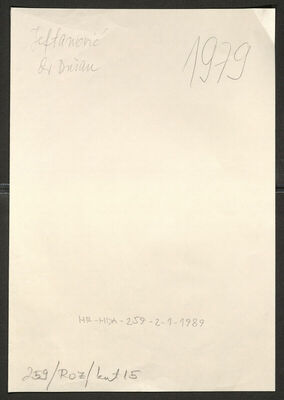 Jeftanović
Dr Dušan
1979
HR-HDA-259-2-1-1989
259/ROZ/kut 15